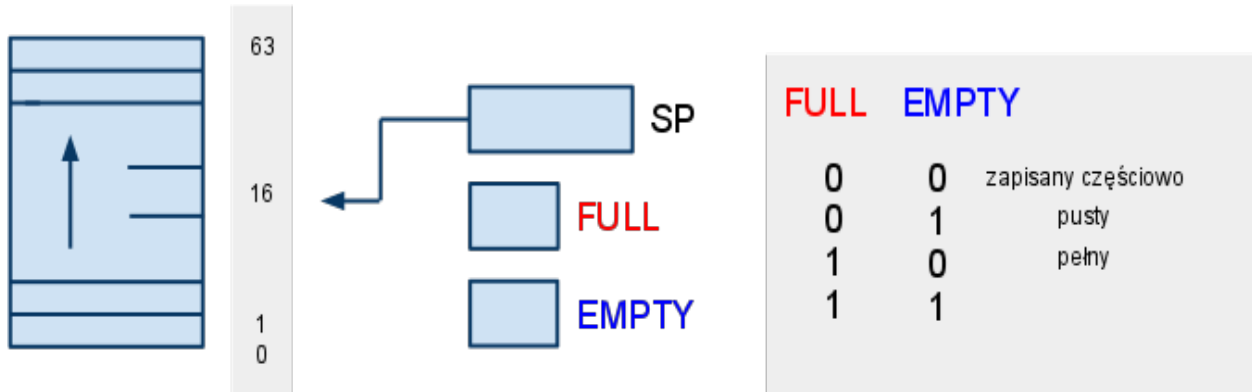 63
16
1
0
SP
FULL
EMPTY
FULL EMPTY
0 0 zapisany częściowo
0 1 pusty
1 0 pełny
1 1